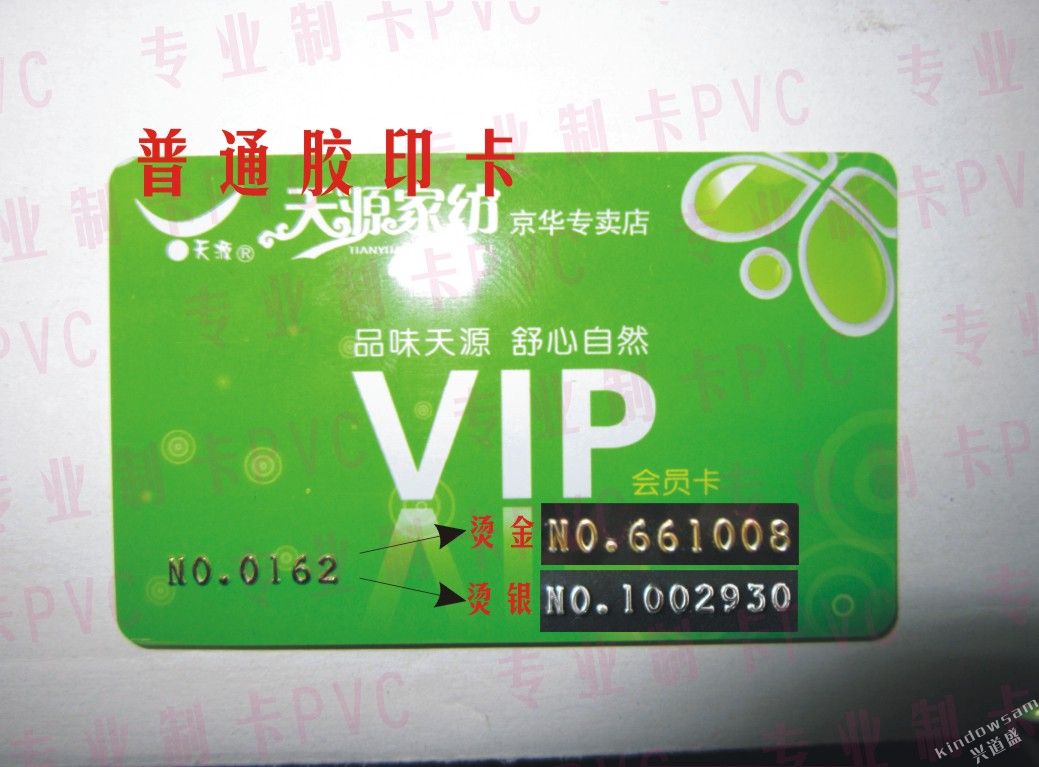 普通胶印卡
天源家纺 京华专卖店
天源®
品味天源 舒心自然
VIP
会员卡
烫金 NO.661008
NO.0162
烫银 NO.1002930
专业制卡PVC
kindowsam
兴道盛